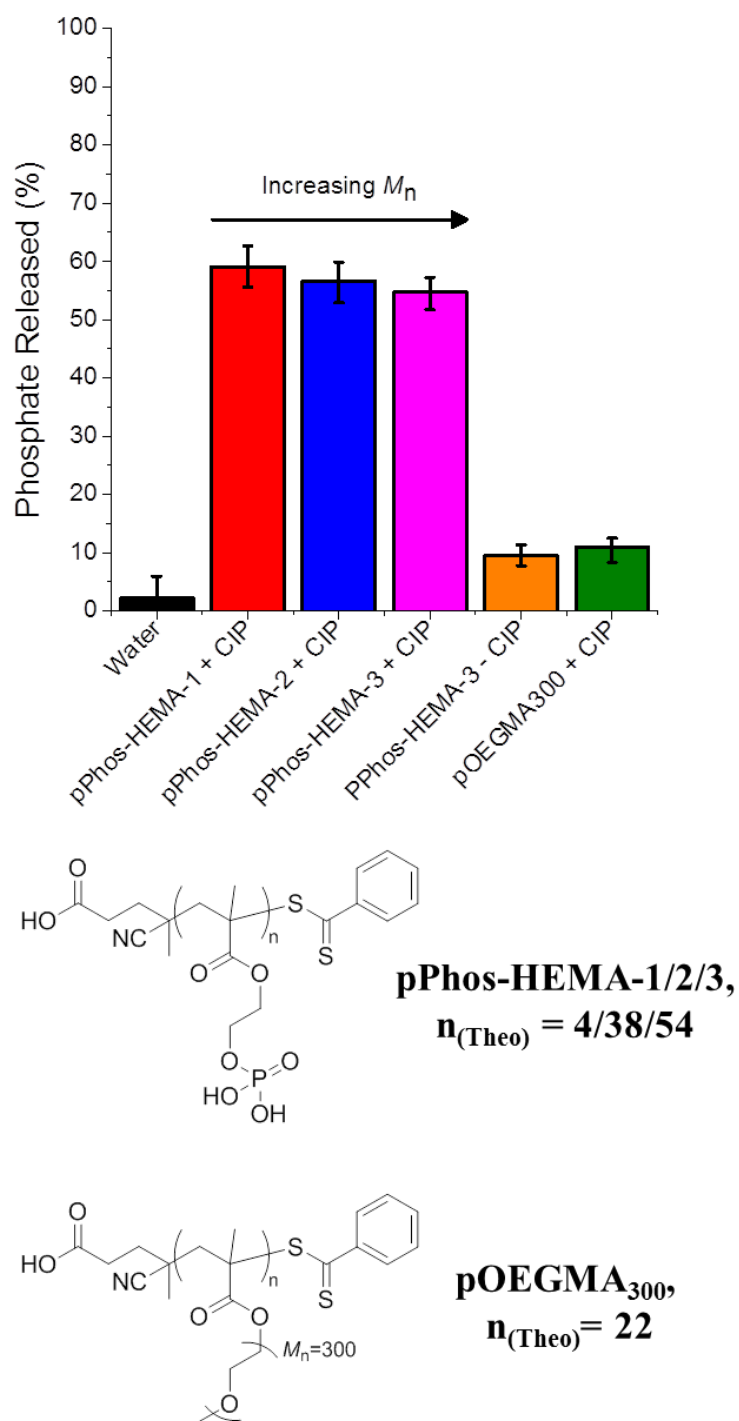 Phosphate Released (%)
100
90
80
70
60
50
40
30
20
10
0
Increasing Mn
Water
pPhos-HEMA-1 + CIP
pPhos-HEMA-2 + CIP
pPhos-HEMA-3 + CIP
PPhos-HEMA-3 - CIP
pOEGMA300 + CIP
O
HO
NC
n
S
S
O
O
O
P
O
HO
OH
pPhos-HEMA-1/2/3,
n(Theo) = 4/38/54
O
HO
NC
n
S
S
O
O
Mn=300
O
pOEGMA300,
n(Theo)= 22